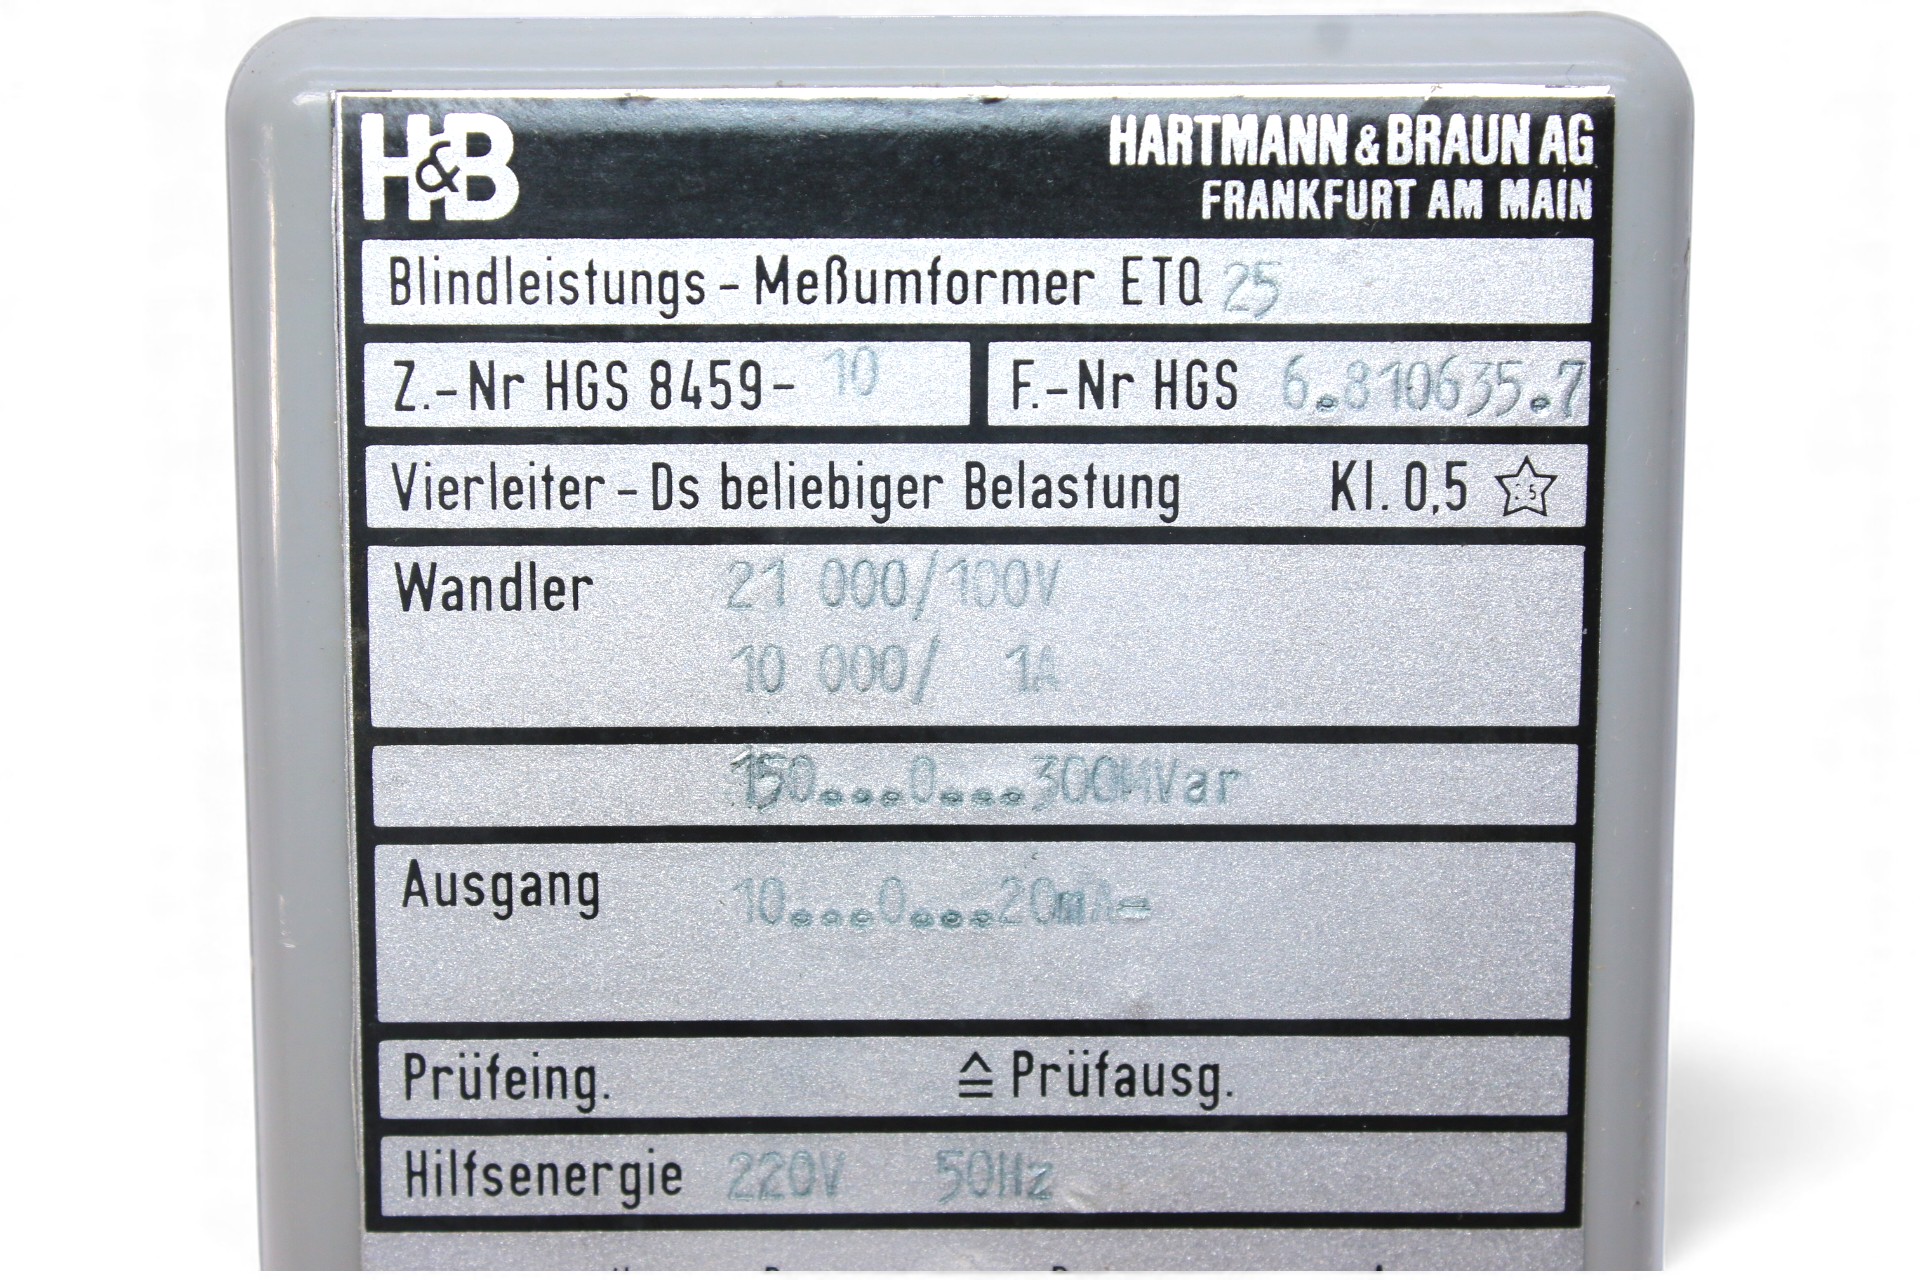 H&B
HARTMANN & BRAUN AG
FRANKFURT AM MAIN
Blindleistungs - Meßumformer ETQ 25
Z.-Nr HGS 8459- 10
F.-Nr HGS 6.810635.7
Vierleiter - Ds beliebiger Belastung Kl. 0,5
Wandler 21 000/100V
10 000/ 1A
150....0....300MVar
Ausgang 10....0....20mA=
Prüfeing. ≙ Prüfausg.
Hilfsenergie 220V 50Hz